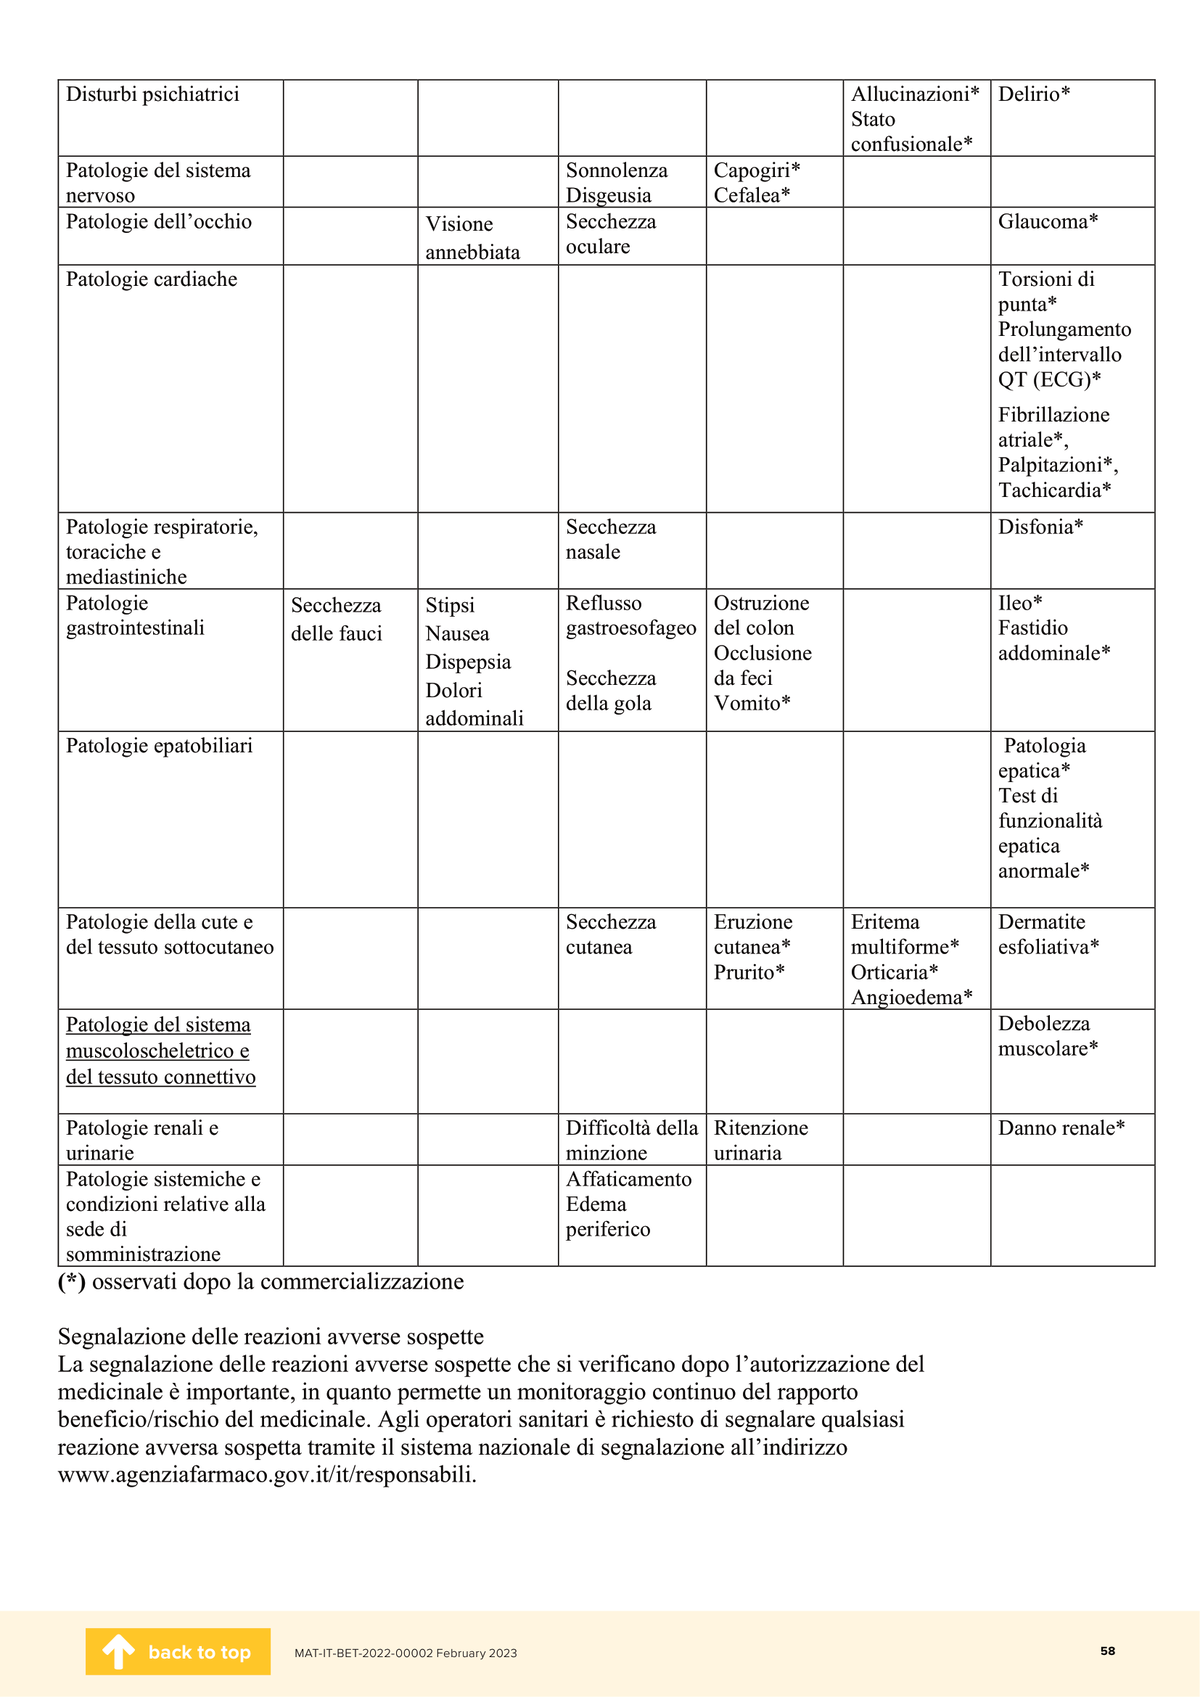 Disturbi psichiatrici
Allucinazioni*
Stato
confusionale*
Delirio*
Patologie del sistema
nervoso
Sonnolenza
Disgeusia
Capogiri*
Cefalea*
Patologie dell’occhio
Visione
annebbiata
Secchezza
oculare
Glaucoma*
Patologie cardiache
Torsioni di
punta*
Prolungamento
dell’intervallo
QT (ECG)*
Fibrillazione
atriale*,
Palpitazioni*,
Tachicardia*
Patologie respiratorie,
toraciche e
mediastiniche
Secchezza
nasale
Disfonia*
Patologie
gastrointestinali
Secchezza
delle fauci
Stipsi
Nausea
Dispepsia
Dolori
addominali
Reflusso
gastroesofageo
Secchezza
della gola
Ostruzione
del colon
Occlusione
da feci
Vomito*
Ileo*
Fastidio
addominale*
Patologie epatobiliari
Patologia
epatica*
Test di
funzionalità
epatica
anormale*
Patologie della cute e
del tessuto sottocutaneo
Secchezza
cutanea
Eruzione
cutanea*
Prurito*
Eritema
multiforme*
Orticaria*
Angioedema*
Dermatite
esfoliativa*
Patologie del sistema
muscoloscheletrico e
del tessuto connettivo
Debolezza
muscolare*
Patologie renali e
urinarie
Difficoltà della
minzione
Ritenzione
urinaria
Danno renale*
Patologie sistemiche e
condizioni relative alla
sede di
somministrazione
Affaticamento
Edema
periferico
(*) osservati dopo la commercializzazione
Segnalazione delle reazioni avverse sospette
La segnalazione delle reazioni avverse sospette che si verificano dopo l’autorizzazione del
medicinale è importante, in quanto permette un monitoraggio continuo del rapporto
beneficio/rischio del medicinale. Agli operatori sanitari è richiesto di segnalare qualsiasi
reazione avversa sospetta tramite il sistema nazionale di segnalazione all’indirizzo
www.agenziafarmaco.gov.it/it/responsabili.
back to top
MAT-IT-BET-2022-00002 February 2023
58